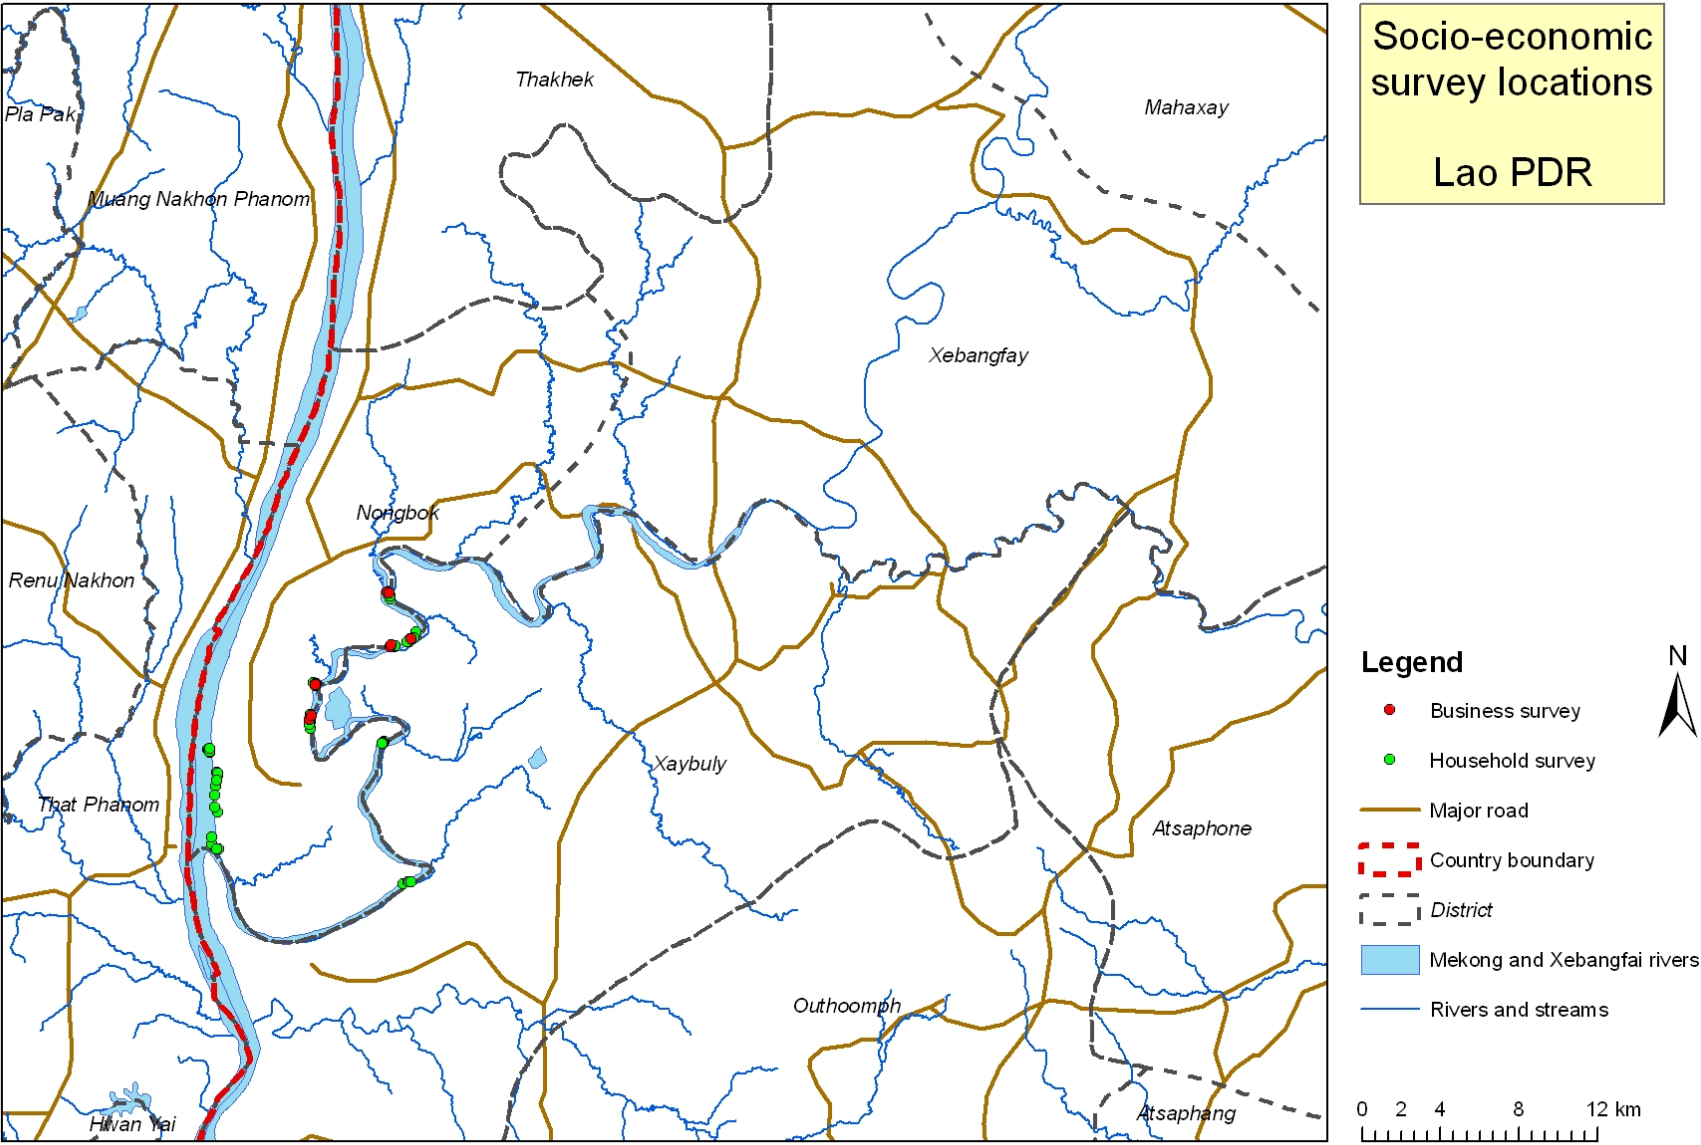 Socio-economic
survey locations
Lao PDR
Thakhek
Mahaxay
Pla Pak
Muang Nakhon Phanom
Xebangfay
Nongbok
Renu Nakhon
Xaybuly
That Phanom
Atsaphone
Outhoomph
Atsaphang
Hwan Yai
Legend
N
Business survey
Household survey
Major road
Country boundary
District
Mekong and Xebangfai rivers
Rivers and streams
0 2 4 8 12 km